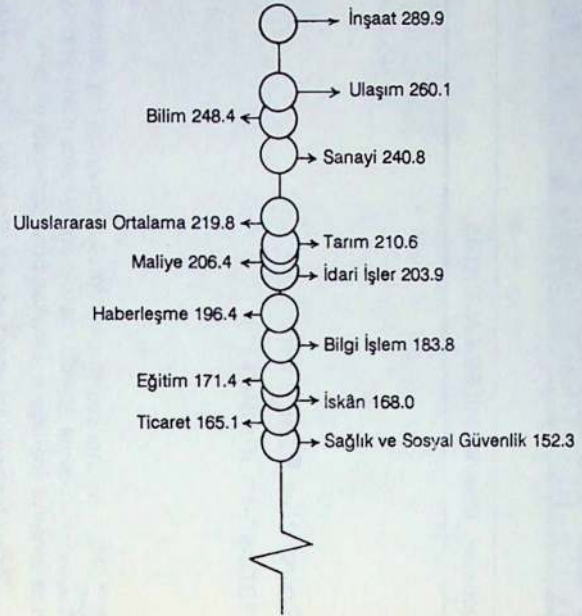 İnşaat 289.9
Ulaşım 260.1
Bilim 248.4
Sanayi 240.8
Uluslararası Ortalama 219.8
Tarım 210.6
Maliye 206.4
İdari İşler 203.9
Haberleşme 196.4
Bilgi İşlem 183.8
Eğitim 171.4
İskân 168.0
Ticaret 165.1
Sağlık ve Sosyal Güvenlik 152.3